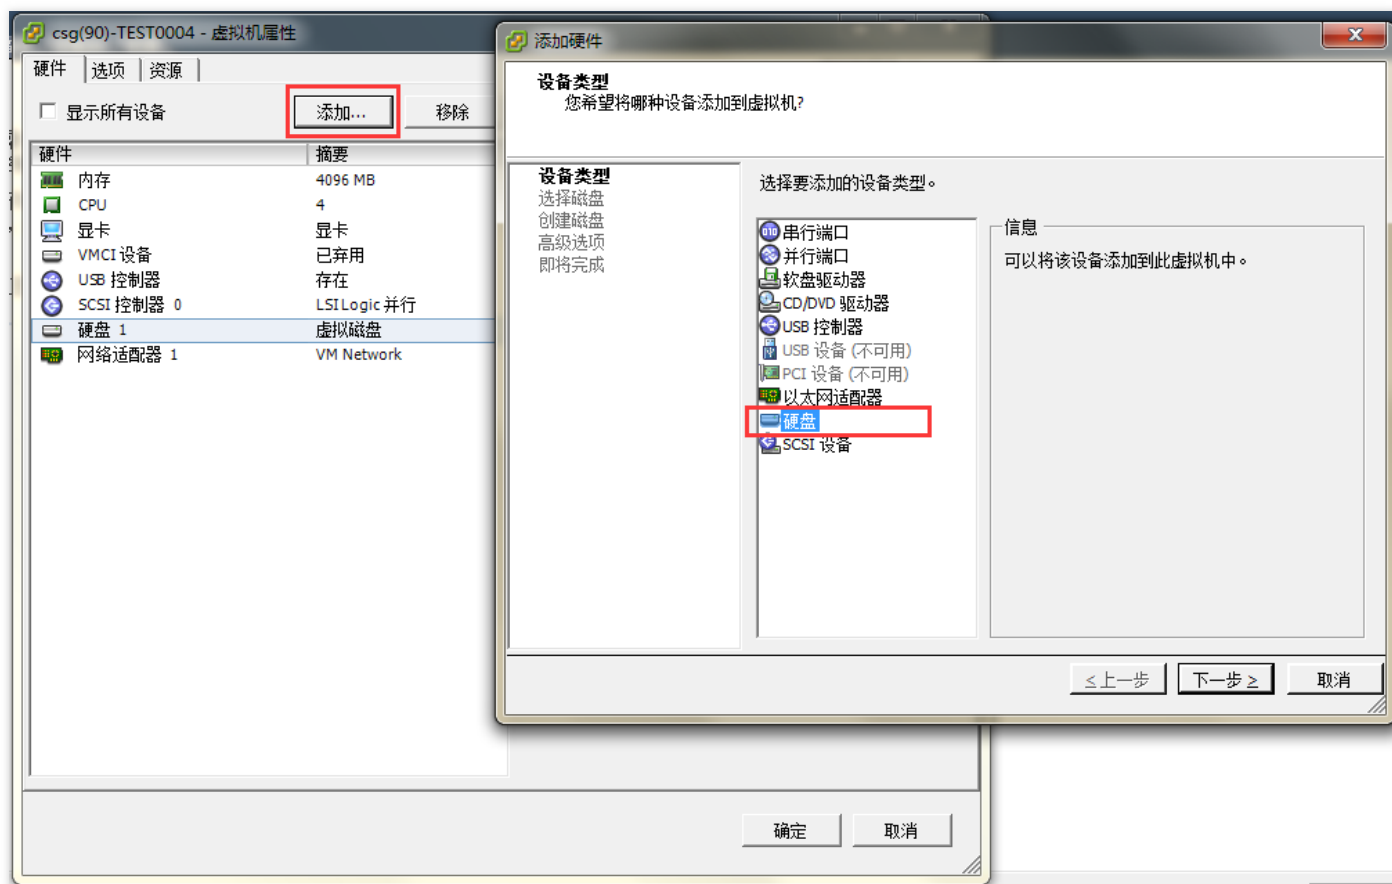 csg(90)-TEST0004 - 虚拟机属性
硬件 选项 资源
显示所有设备 添加... 移除
硬件 摘要
内存 4096 MB
CPU 4
显卡 显卡
VMCI 设备 已弃用
USB 控制器 存在
SCSI 控制器 0 LSI Logic 并行
硬盘 1 虚拟磁盘
网络适配器 1 VM Network
确定 取消
添加硬件
设备类型
您希望将哪种设备添加到虚拟机?
设备类型
选择磁盘
创建磁盘
高级选项
即将完成
选择要添加的设备类型。
串行端口
并行端口
软盘驱动器
CD/DVD 驱动器
USB 控制器
USB 设备 (不可用)
PCI 设备 (不可用)
以太网适配器
硬盘
SCSI 设备
信息
可以将该设备添加到此虚拟机中。
≤上一步 下一步 ≥ 取消